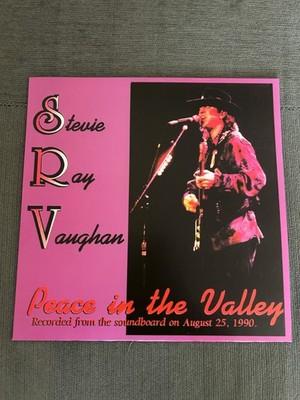 Stevie
Ray
Vaughan
Peace in the Valley
Recorded from the soundboard on August 25, 1990.